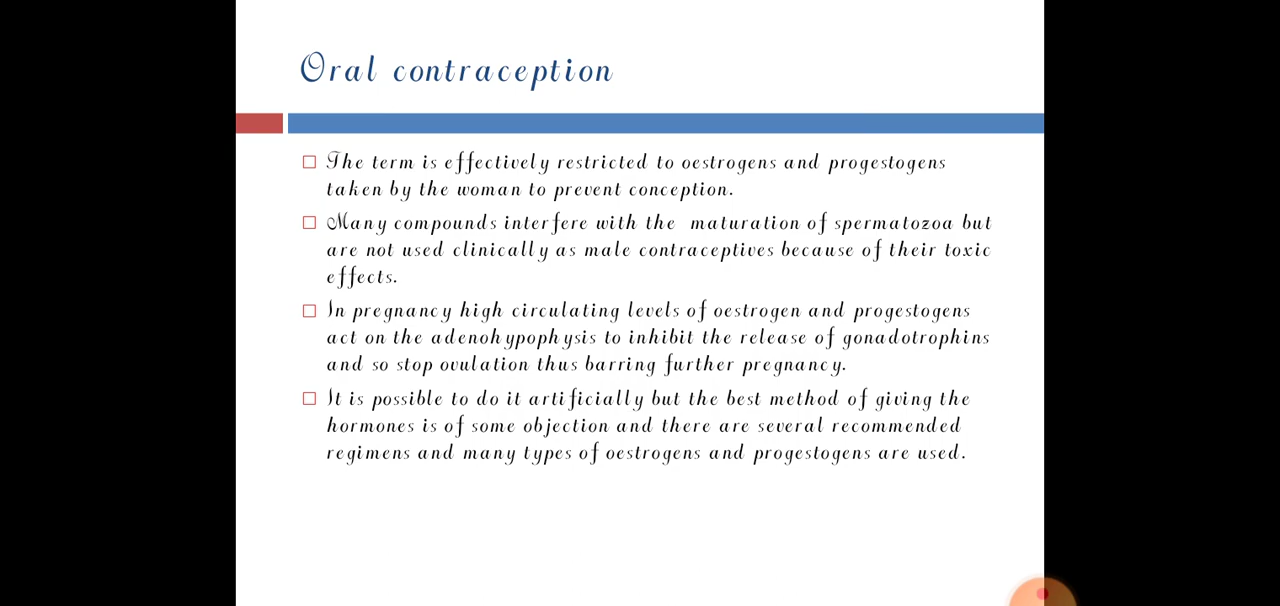 Oral contraception
The term is effectively restricted to oestrogens and progestogens
taken by the woman to prevent conception.
Many compounds interfere with the maturation of spermatozoa but
are not used clinically as male contraceptives because of their toxic
effects.
In pregnancy high circulating levels of oestrogen and progestogens
act on the adenohypophysis to inhibit the release of gonadotrophins
and so stop ovulation thus barring further pregnancy.
It is possible to do it artificially but the best method of giving the
hormones is of some objection and there are several recommended
regimens and many types of oestrogens and progestogens are used.